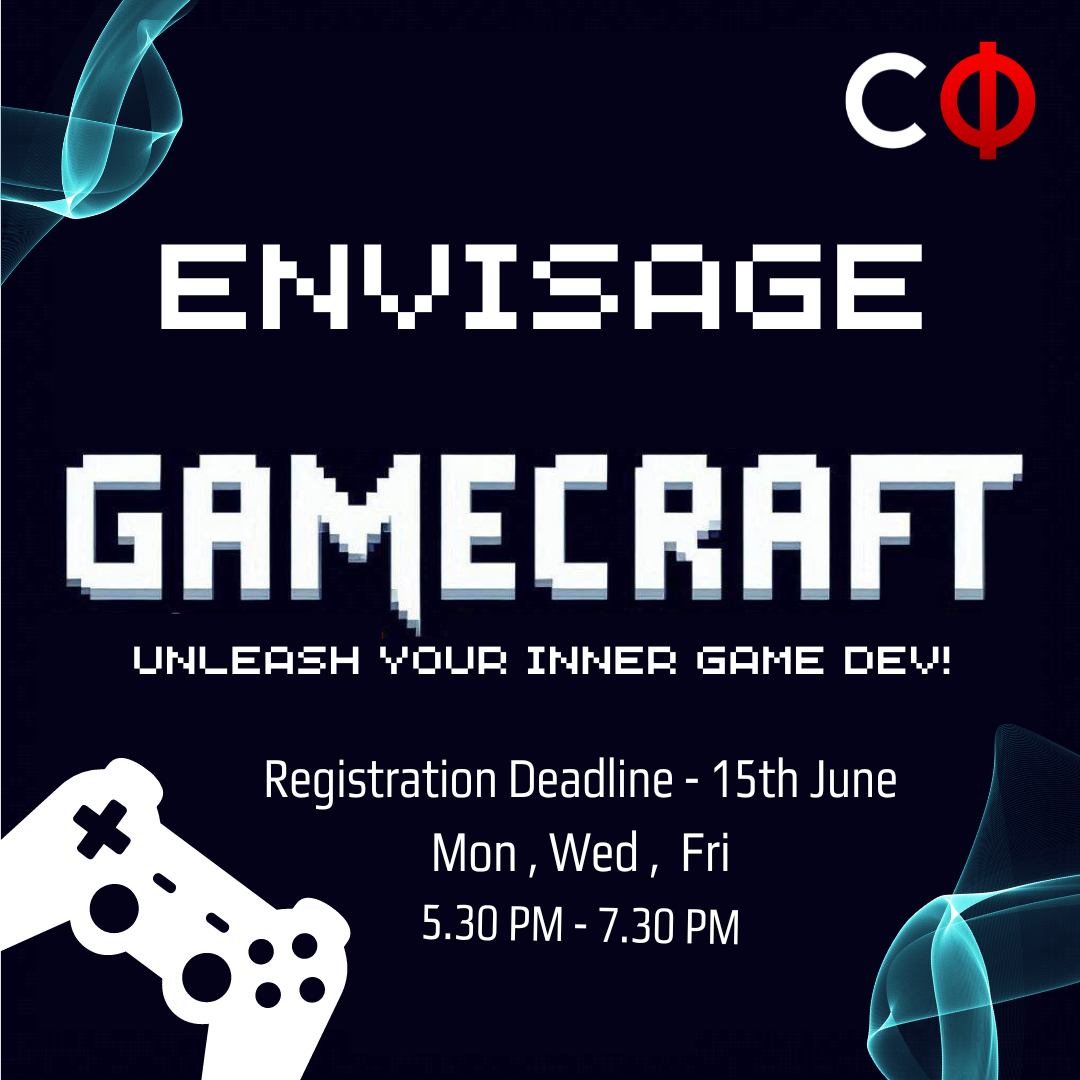 CΦ
ENVISAGE
GAMECRAFT
UNLEASH YOUR INNER GAME DEV!
Registration Deadline - 15th June
Mon , Wed , Fri
5.30 PM - 7.30 PM